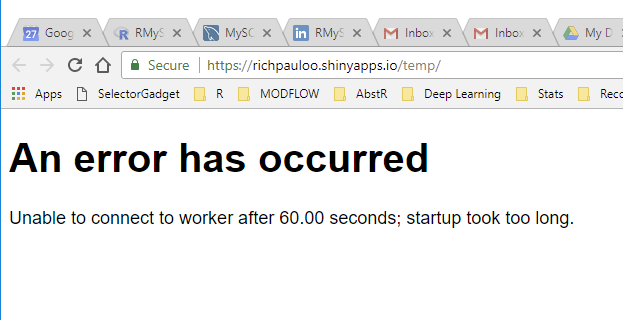 27 Goog RMyS MySC RMyS Inbox Inbox My D
Secure https://richpauloo.shinyapps.io/temp/
Apps SelectorGadget R MODFLOW AbstR Deep Learning Stats Reco
An error has occurred
Unable to connect to worker after 60.00 seconds; startup took too long.